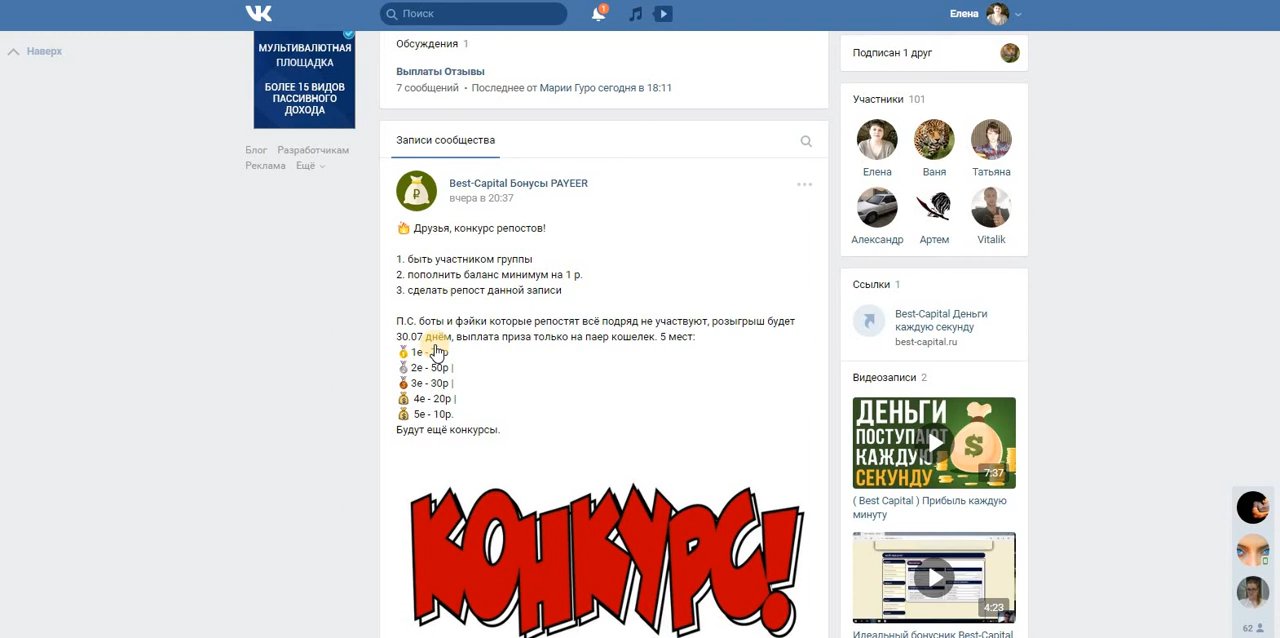 Поиск
1
Елена
Наверх
МУЛЬТИВАЛЮТНАЯ
ПЛОЩАДКА
БОЛЕЕ 15 ВИДОВ
ПАССИВНОГО
ДОХОДА
Блог Разработчикам
Реклама Ещё
Обсуждения 1
Выплаты Отзывы
7 сообщений • Последнее от Марии Гуро сегодня в 18:11
Записи сообщества
Best-Capital Бонусы PAYEER
вчера в 20:37
Друзья, конкурс репостов!
1. быть участником группы
2. пополнить баланс минимум на 1 р.
3. сделать репост данной записи
П.С. боты и фэйки которые репостят всё подряд не участвуют, розыгрыш будет
30.07 днём, выплата приза только на паер кошелек. 5 мест:
1е -
2е - 50р |
3е - 30р |
4е - 20р |
5е - 10р.
Будут ещё конкурсы.
КОНКУРС!
Подписан 1 друг
Участники 101
Елена Ваня Татьяна
Александр Артем Vitalik
Ссылки 1
Best-Capital Деньги
каждую секунду
best-capital.ru
Видеозаписи 2
ДЕНЬГИ
ПОСТУПАЮТ
КАЖДУЮ
СЕКУНДУ
7:37
( Best Capital ) Прибыль каждую
минуту
4:23
Идеальный бонусник Best-Capital
62